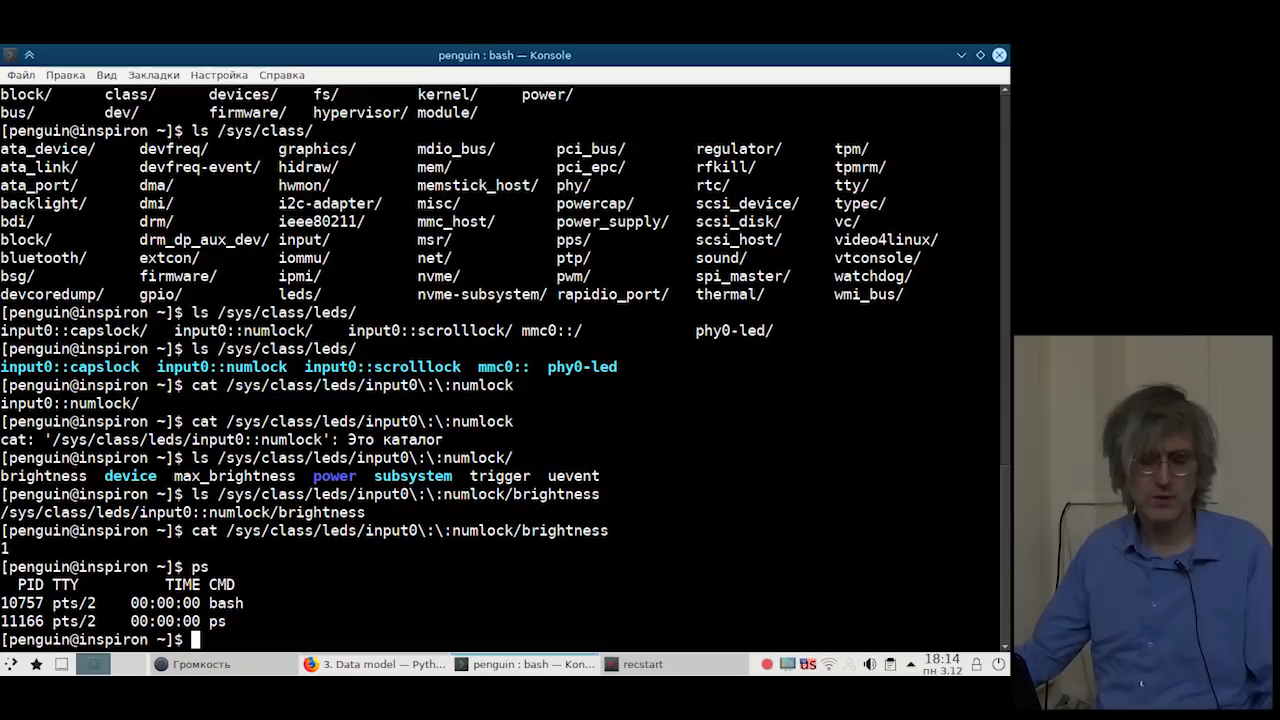 penguin : bash — Konsole
Файл Правка Вид Закладки Настройка Справка
block/ class/ devices/ fs/ kernel/ power/
bus/ dev/ firmware/ hypervisor/ module/
[penguin@inspiron ~]$ ls /sys/class/
ata_device/ devfreq/ graphics/ mdio_bus/ pci_bus/ regulator/ tpm/
ata_link/ devfreq-event/ hidraw/ mem/ pci_epc/ rfkill/ tpmrm/
ata_port/ dma/ hwmon/ memstick_host/ phy/ rtc/ tty/
backlight/ dmi/ i2c-adapter/ misc/ powercap/ scsi_device/ typec/
bdi/ drm/ ieee80211/ mmc_host/ power_supply/ scsi_disk/ vc/
block/ drm_dp_aux_dev/ input/ msr/ pps/ scsi_host/ video4linux/
bluetooth/ extcon/ iommu/ net/ ptp/ sound/ vtconsole/
bsg/ firmware/ ipmi/ nvme/ pwm/ spi_master/ watchdog/
devcoredump/ gpio/ leds/ nvme-subsystem/ rapidio_port/ thermal/ wmi_bus/
[penguin@inspiron ~]$ ls /sys/class/leds/
input0::capslock/ input0::numlock/ input0::scrolllock/ mmc0::/ phy0-led/
[penguin@inspiron ~]$ ls /sys/class/leds/
input0::capslock input0::numlock input0::scrolllock mmc0:: phy0-led
[penguin@inspiron ~]$ cat /sys/class/leds/input0\:\:numlock
input0::numlock/
[penguin@inspiron ~]$ cat /sys/class/leds/input0\:\:numlock
cat: '/sys/class/leds/input0::numlock': Это каталог
[penguin@inspiron ~]$ ls /sys/class/leds/input0\:\:numlock/
brightness device max_brightness power subsystem trigger uevent
[penguin@inspiron ~]$ ls /sys/class/leds/input0\:\:numlock/brightness
/sys/class/leds/input0::numlock/brightness
[penguin@inspiron ~]$ cat /sys/class/leds/input0\:\:numlock/brightness
1
[penguin@inspiron ~]$ ps
PID TTY TIME CMD
10757 pts/2 00:00:00 bash
11166 pts/2 00:00:00 ps
[penguin@inspiron ~]$
Громкость 3. Data model — Pyth... penguin : bash — Kon... recstart US 18:14
пн 3.12